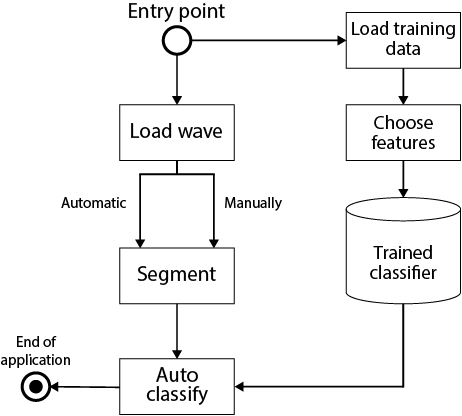 Entry point
Load training
data
Load wave
Choose
features
Automatic
Manually
Segment
Trained
classifier
End of
application
Auto
classify